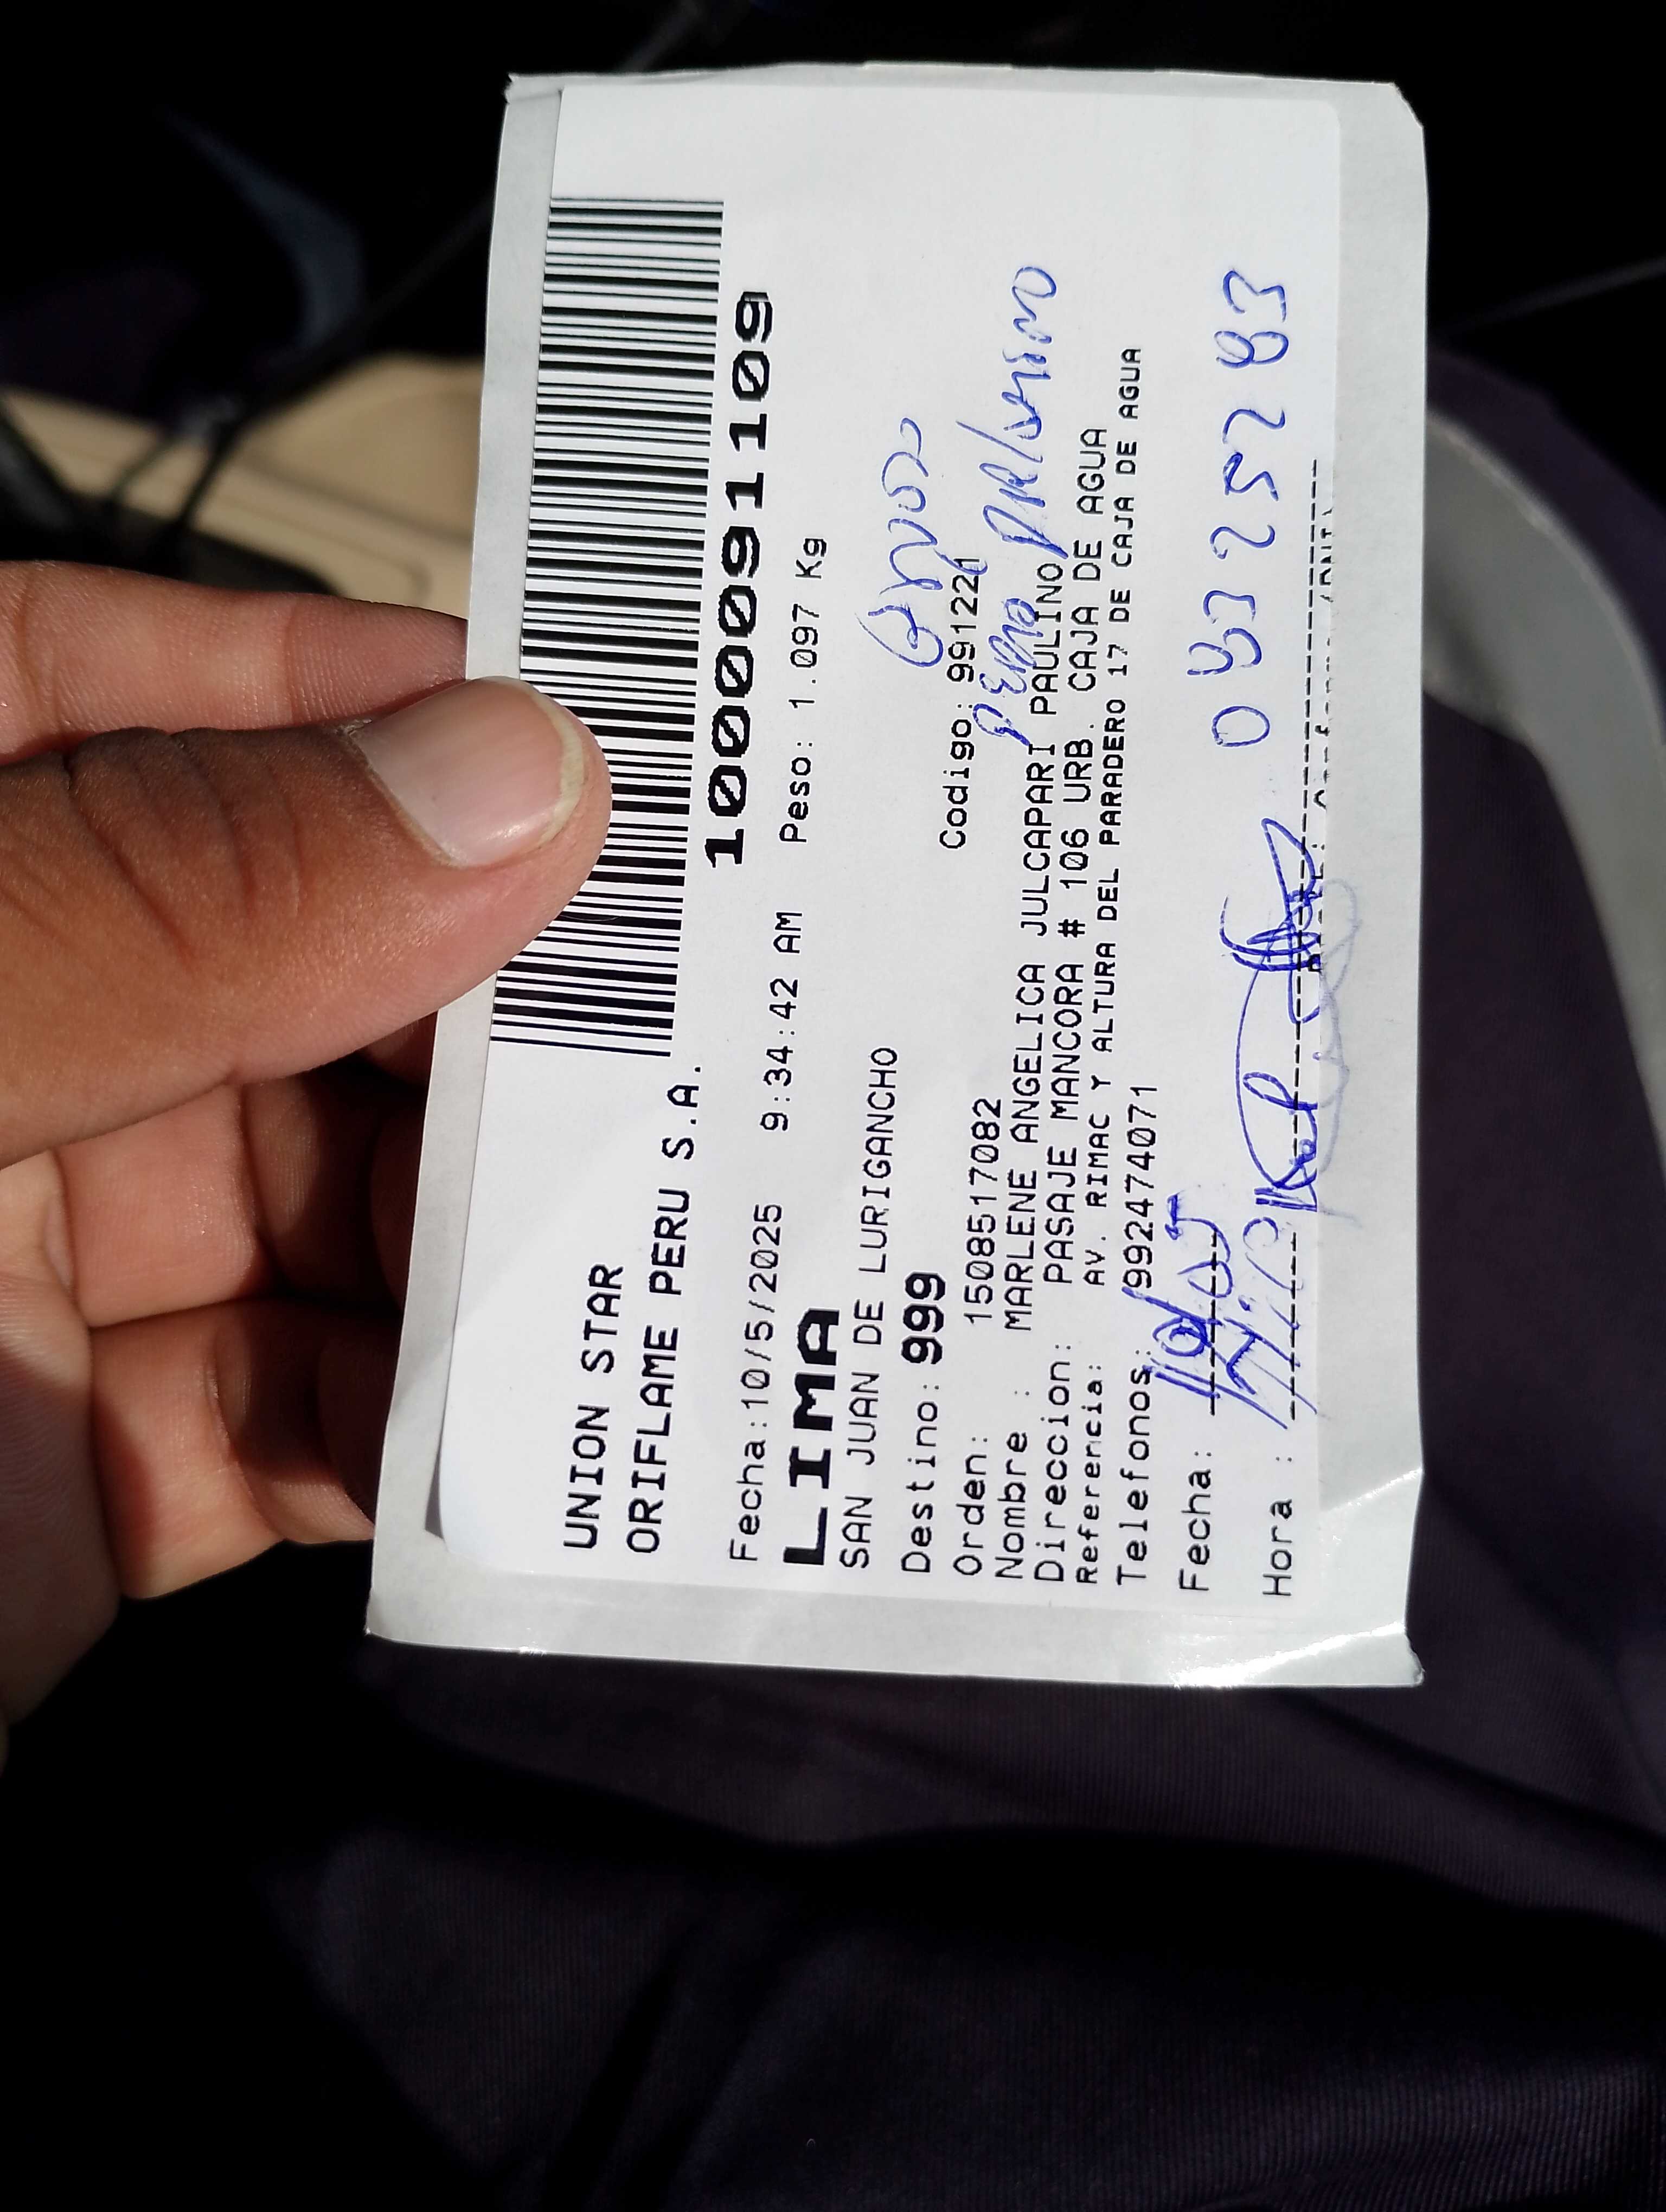 UNION STAR
ORIFLAME PERU S.A.
1000091109
Fecha:10/5/2025 9:34:42 AM Peso: 1.097 Kg
LIMA
SAN JUAN DE LURIGANCHO
Destino: 999
Esposo
Codigo: 991221
Orden: 1508517082
Pedro
Nombre : MARLENE ANGELICA JULCAPARI PAULINO
Direccion: PASAJE MANCORA # 106 URB. CAJA DE AGUA
Referencia: AV. RIMAC Y ALTURA DEL PARADERO 17 DE CAJA DE AGUA
Telefonos: 992474071
Fecha:
Hora :